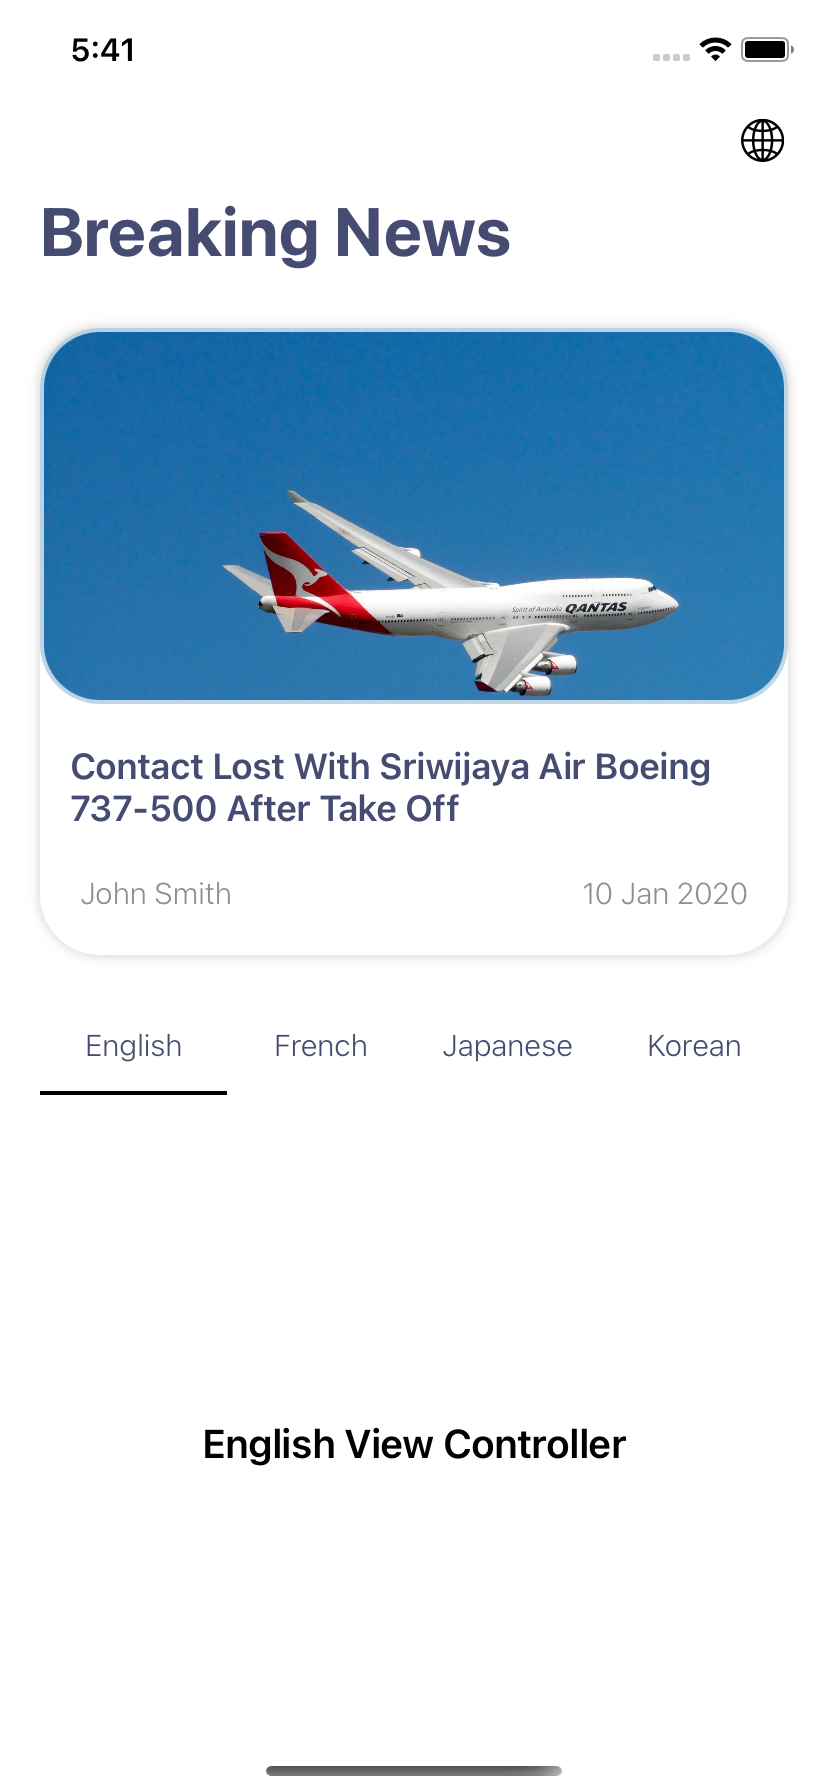 5:41
Breaking News
Spirit of Australia QANTAS
Contact Lost With Sriwijaya Air Boeing
737-500 After Take Off
John Smith 10 Jan 2020
English French Japanese Korean
English View Controller